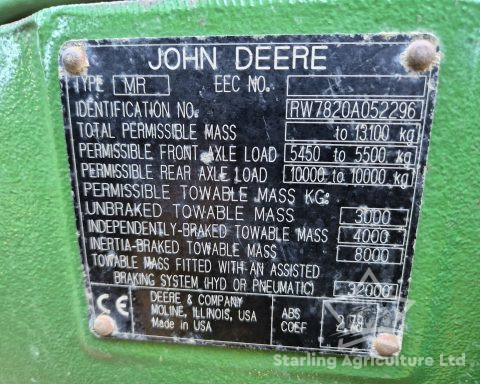 JOHN DEERE
TYPE MR EEC NO.
IDENTIFICATION NO. RW7820A052296
TOTAL PERMISSIBLE MASS to 13100 kg
PERMISSIBLE FRONT AXLE LOAD 5450 to 5500 kg
PERMISSIBLE REAR AXLE LOAD 10000 to 10000 kg
PERMISSIBLE TOWABLE MASS KG:
UNBRAKED TOWABLE MASS 3000
INDEPENDENTLY-BRAKED TOWABLE MASS 4000
INERTIA-BRAKED TOWABLE MASS 8000
TOWABLE MASS FITTED WITH AN ASSISTED
BRAKING SYSTEM (HYD OR PNEUMATIC) 32000
CE
DEERE & COMPANY
MOLINE, ILLINOIS, USA
Made in USA
ABS
COEF 2.78
Starling Agriculture Ltd